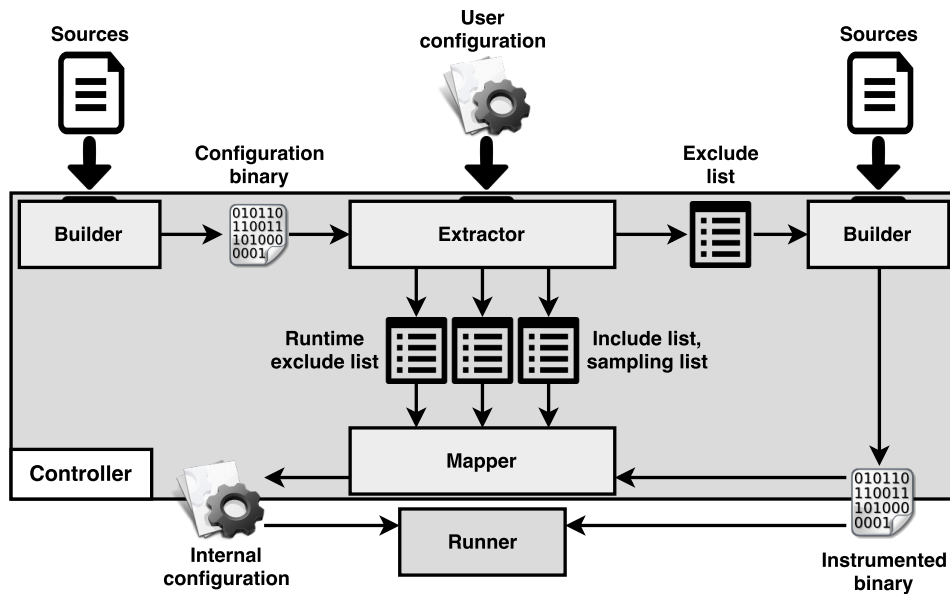 Sources
User
configuration
Sources
Configuration
binary
Exclude
list
Builder
010110
110011
101000
0001
Extractor
Builder
Runtime
exclude list
Include list,
sampling list
Controller
Mapper
010110
110011
101000
0001
Internal
configuration
Runner
Instrumented
binary